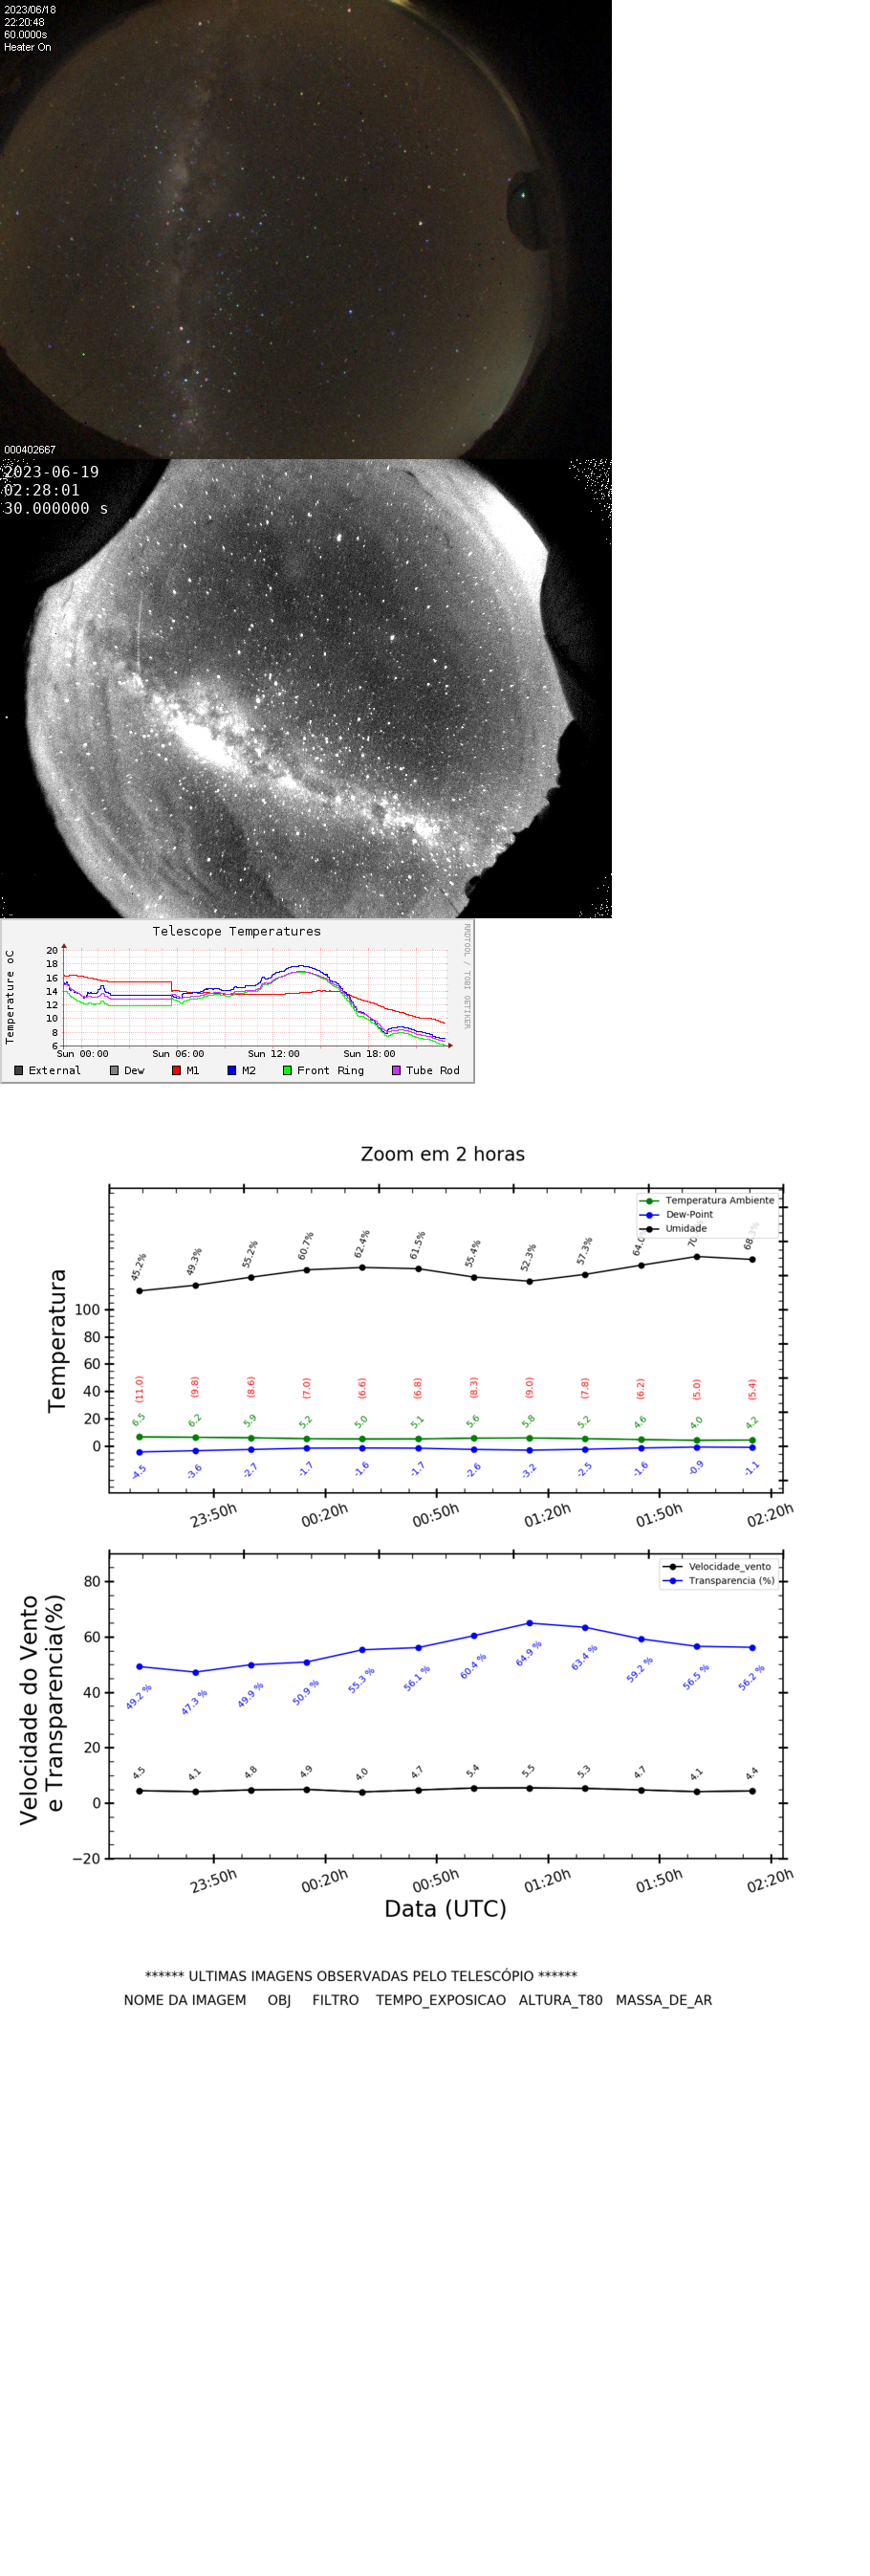 2023/06/18
22:20:48
60.0000s
Heater On
000402667
2023-06-19
02:28:01
30.000000 s
Telescope Temperatures
RRDTOOL / TOBI OETIKER
Temperature oC
20
18
16
14
12
10
8
6
Sun 00:00 Sun 06:00 Sun 12:00 Sun 18:00
External Dew M1 M2 Front Ring Tube Rod
Zoom em 2 horas
Temperatura Ambiente
Dew-Point
Umidade
Temperatura
45.2% 49.3% 55.2% 60.7% 62.4% 61.5% 55.4% 52.3% 57.3%
100
80
60
40
20
0
(11.0) (9.8) (8.6) (7.0) (6.6) (6.8) (8.3) (9.0) (7.8) (6.2) (5.0) (5.4)
6.5 6.2 5.9 5.2 5.0 5.1 5.6 5.8 5.2 4.6 4.0 4.2
-4.5 -3.6 -2.7 -1.7 -1.6 -1.7 -2.6 -3.2 -2.5 -1.6 -0.9 -1.1
23:50h 00:20h 00:50h 01:20h 01:50h 02:20h
Velocidade_vento
Transparencia (%)
Velocidade do Vento
e Transparencia(%)
80
60
40
20
0
−20
49.2 % 47.3 % 49.9 % 50.9 % 55.3 % 56.1 % 60.4 % 64.9 % 63.4 % 59.2 % 56.5 % 56.2 %
4.5 4.1 4.8 4.9 4.0 4.7 5.4 5.5 5.3 4.7 4.1 4.4
23:50h 00:20h 00:50h 01:20h 01:50h 02:20h
Data (UTC)
****** ULTIMAS IMAGENS OBSERVADAS PELO TELESCÓPIO ******
NOME DA IMAGEM OBJ FILTRO TEMPO_EXPOSICAO ALTURA_T80 MASSA_DE_AR